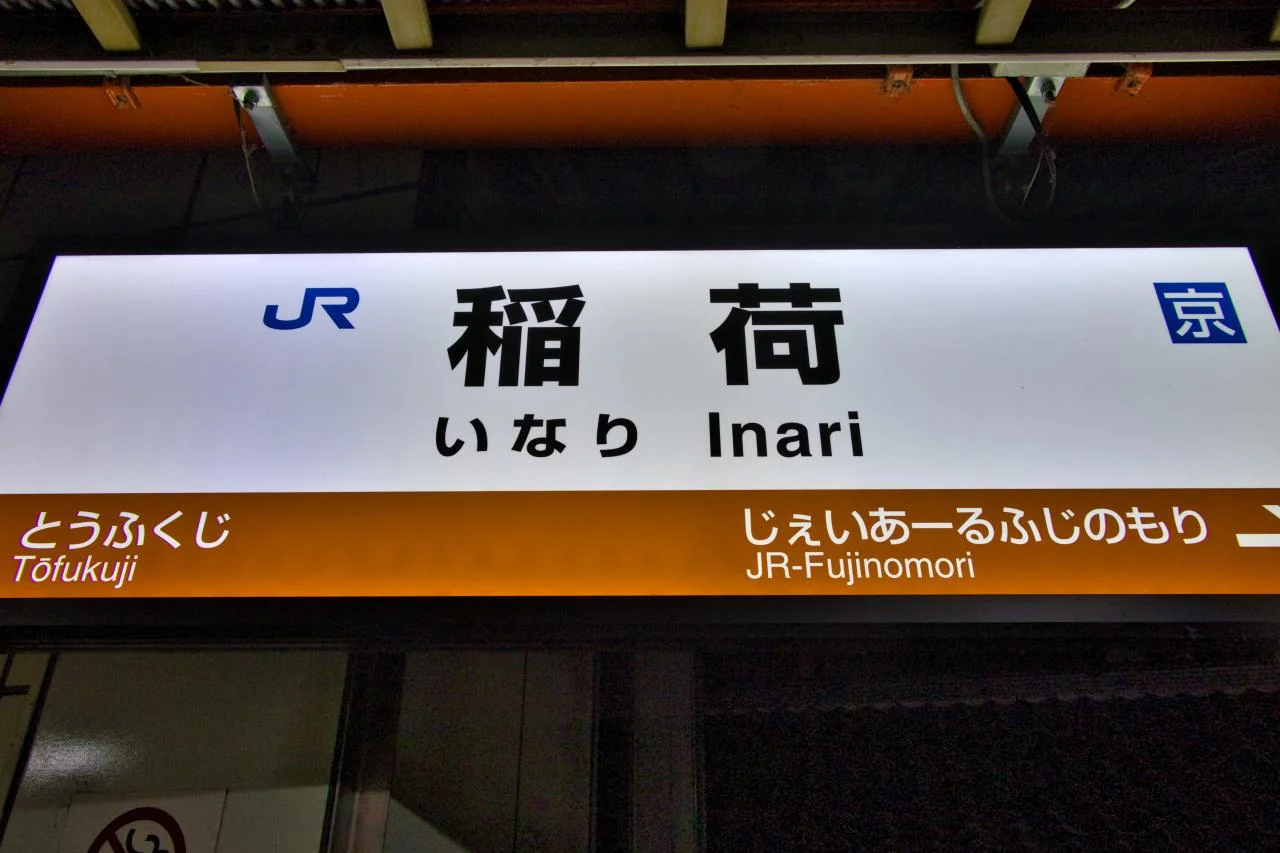 JR 稲荷 京
いなり Inari
とうふくじ じぇいあーるふじのもり
Tōfukuji JR-Fujinomori